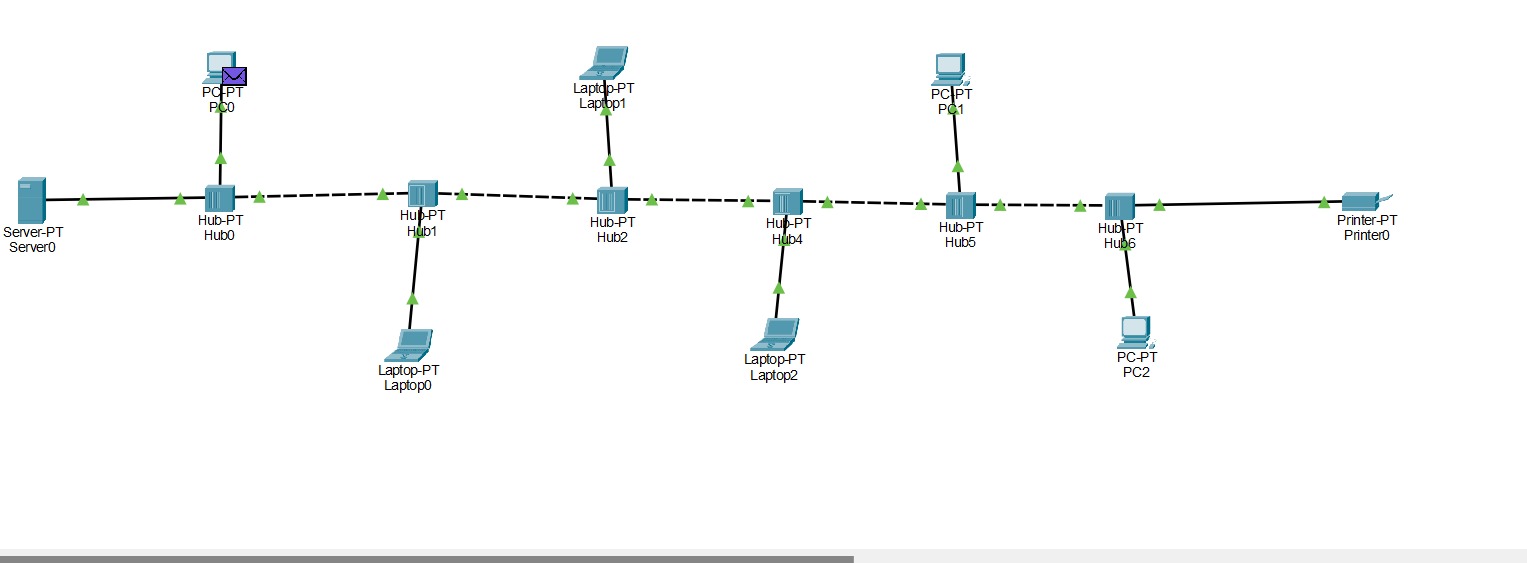 PC-PT
PC0
Laptop-PT
Laptop1
PC-PT
PC1
Server-PT
Server0
Hub-PT
Hub0
Hub-PT
Hub1
Hub-PT
Hub2
Hub-PT
Hub4
Hub-PT
Hub5
Hub-PT
Hub6
Printer-PT
Printer0
Laptop-PT
Laptop0
Laptop-PT
Laptop2
PC-PT
PC2